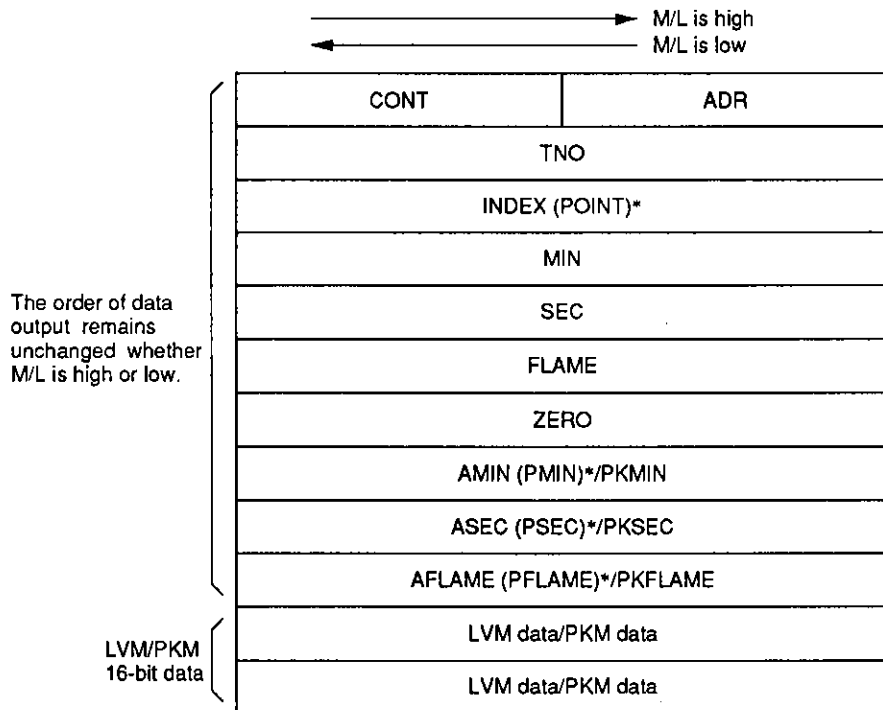 M/L is high
M/L is low
CONT ADR
TNO
INDEX (POINT)*
MIN
SEC
FLAME
ZERO
AMIN (PMIN)*/PKMIN
ASEC (PSEC)*/PKSEC
AFLAME (PFLAME)*/PKFLAME
LVM data/PKM data
LVM data/PKM data
The order of data
output remains
unchanged whether
M/L is high or low.
LVM/PKM
16-bit data